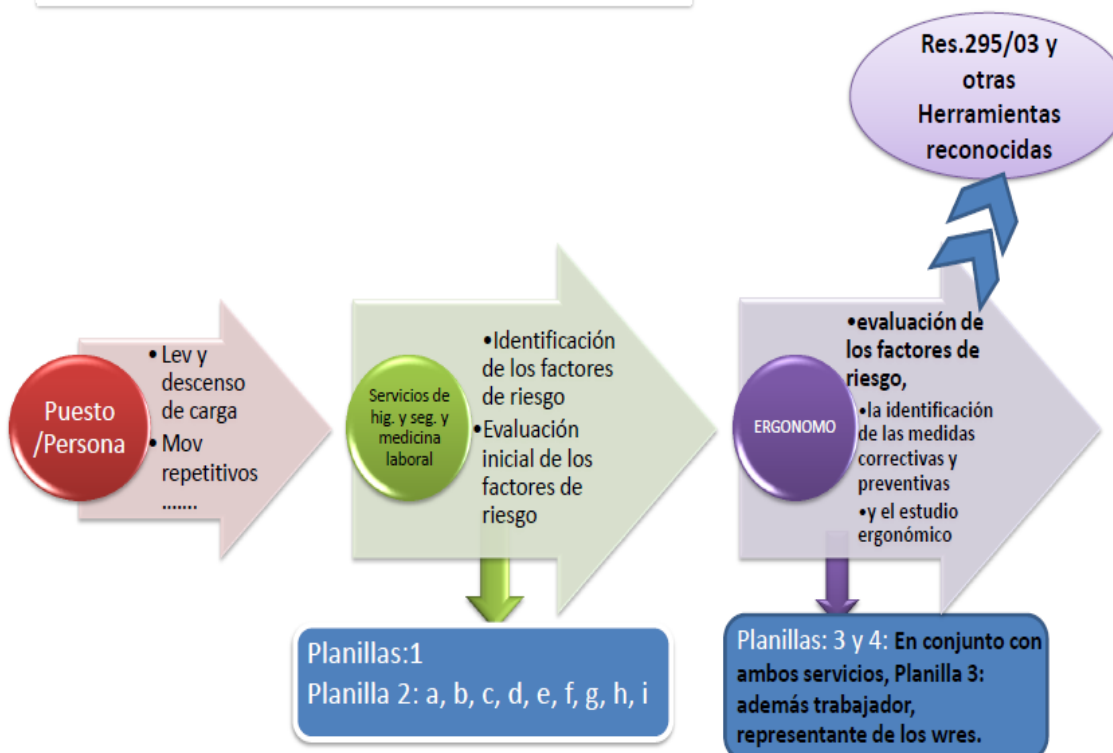 Res.295/03 y
otras
Herramientas
reconocidas
Puesto
/Persona
• Lev y
descenso
de carga
• Mov
repetitivos
.......
Servicios de
hig. y seg. y
medicina
laboral
•Identificación
de los factores
de riesgo
•Evaluación
inicial de los
factores de
riesgo
ERGONOMO
•evaluación de
los factores de
riesgo,
•la identificación
de las medidas
correctivas y
preventivas
•y el estudio
ergonómico
Planillas:1
Planilla 2: a, b, c, d, e, f, g, h, i
Planillas: 3 y 4: En conjunto con
ambos servicios, Planilla 3:
además trabajador,
representante de los wres.